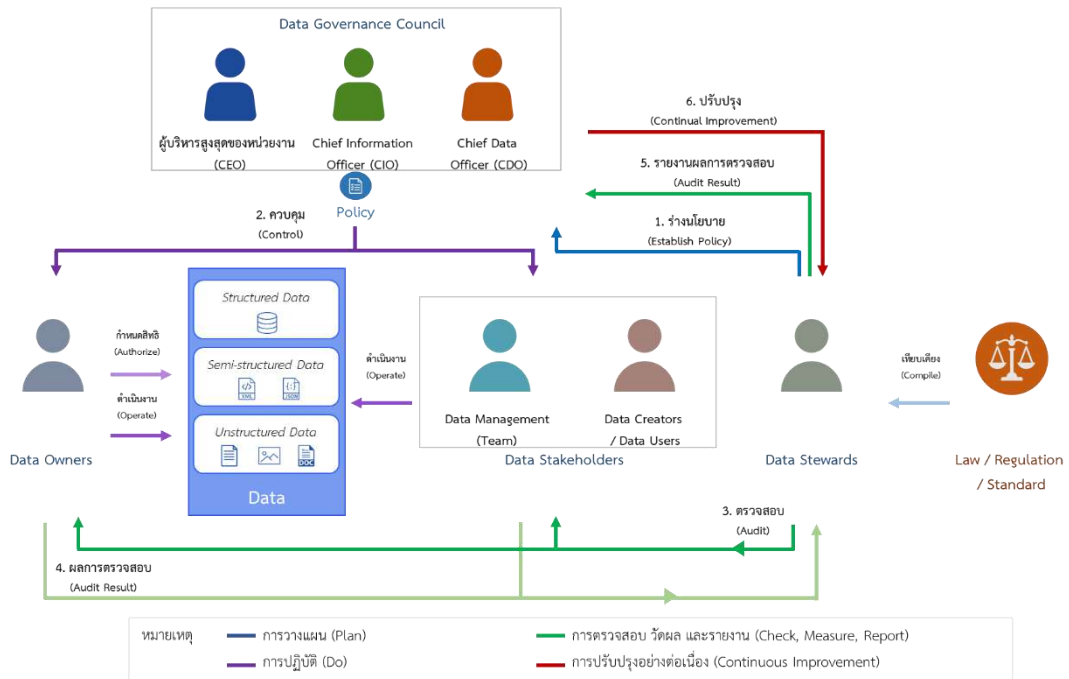 Data Governance Council
ผู้บริหารสูงสุดของหน่วยงาน
(CEO)
Chief Information
Officer (CIO)
Chief Data
Officer (CDO)
6. ปรับปรุง
(Continual Improvement)
5. รายงานผลการตรวจสอบ
(Audit Result)
1. ร่างนโยบาย
(Establish Policy)
Policy
2. ควบคุม
(Control)
Structured Data
Semi-structured Data
XML
JSON
Unstructured Data
DOC
Data
กำหนดสิทธิ
(Authorize)
ดำเนินงาน
(Operate)
Data Owners
ดำเนินงาน
(Operate)
Data Management
(Team)
Data Creators
/ Data Users
Data Stakeholders
Data Stewards
เทียบเคียง
(Compile)
Law / Regulation
/ Standard
3. ตรวจสอบ
(Audit)
4. ผลการตรวจสอบ
(Audit Result)
หมายเหตุ
การวางแผน (Plan)
การตรวจสอบ วัดผล และรายงาน (Check, Measure, Report)
การปฏิบัติ (Do)
การปรับปรุงอย่างต่อเนื่อง (Continuous Improvement)